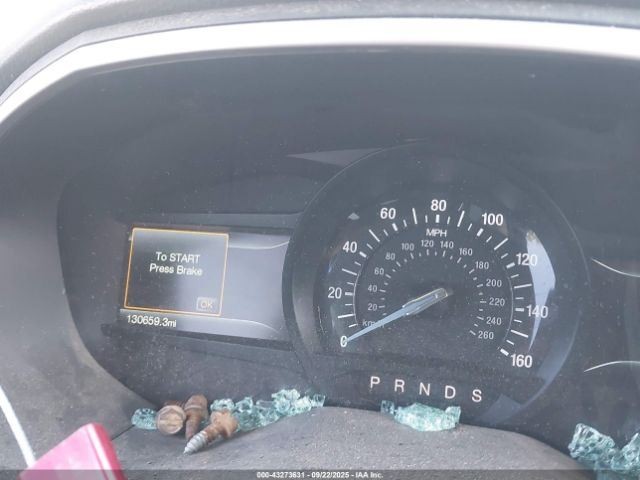 To START
Press Brake
OK
130659.3mi
0 20 40 60 80 100 120 140 160
MPH
20 40 60 80 100 120 140 160 180 200 220 240 260
km/h
P R N D S
000-43273631 - 09/22/2025 - IAA Inc.